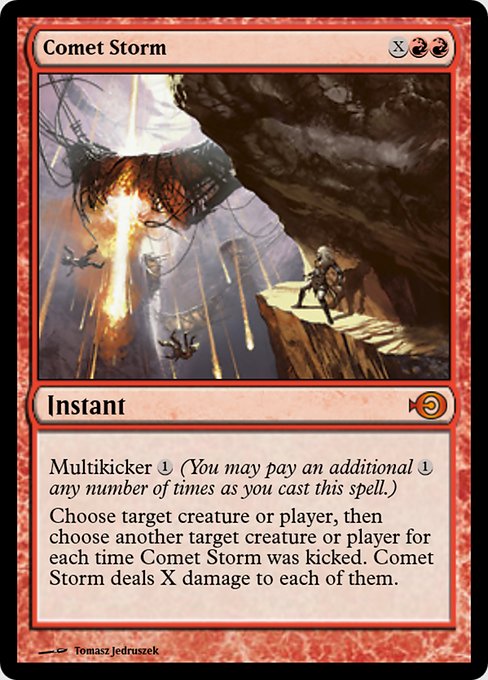 Comet Storm X
Instant
Multikicker 1 (You may pay an additional 1
any number of times as you cast this spell.)
Choose target creature or player, then
choose another target creature or player for
each time Comet Storm was kicked. Comet
Storm deals X damage to each of them.
Tomasz Jedruszek